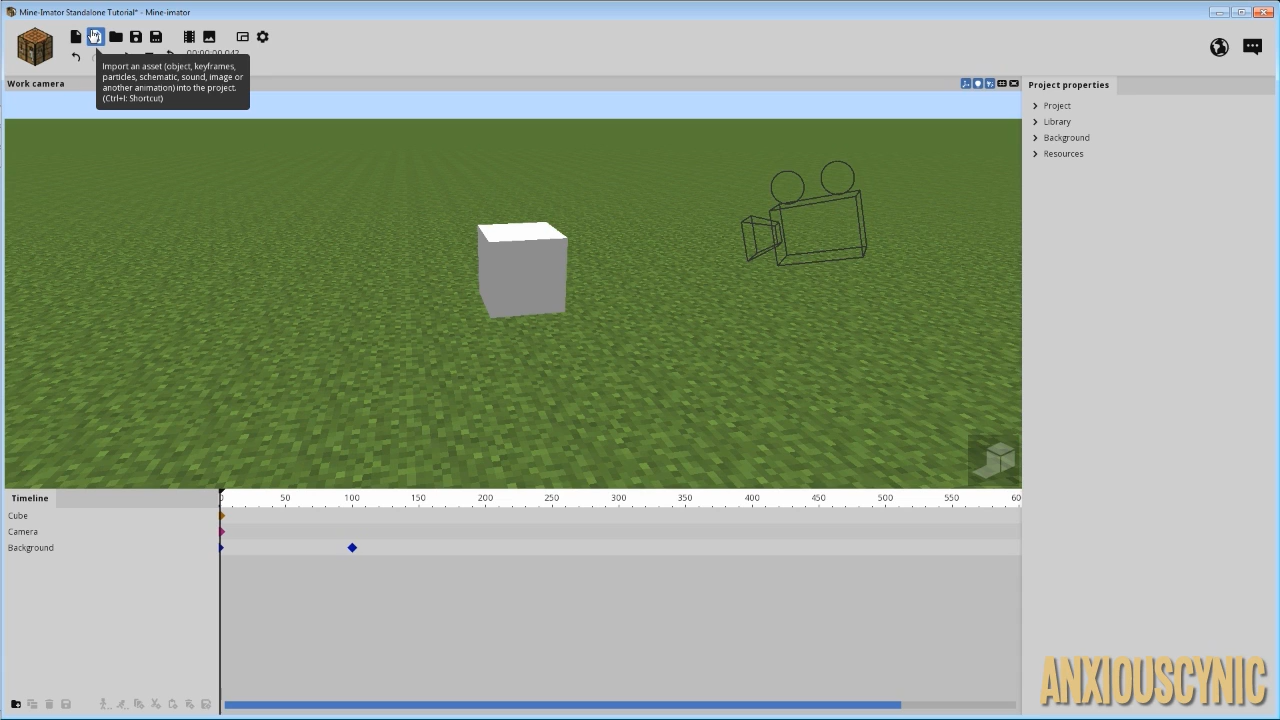 Mine-Imator Standalone Tutorial* - Mine-imator
Import an asset (object, keyframes,
particles, schematic, sound, image or
another animation) into the project.
(Ctrl+I: Shortcut)
Work camera
Project properties
Project
Library
Background
Resources
Timeline
50 100 150 200 250 300 350 400 450 500 550 600
Cube
Camera
Background
ANXIOUSCYNIC